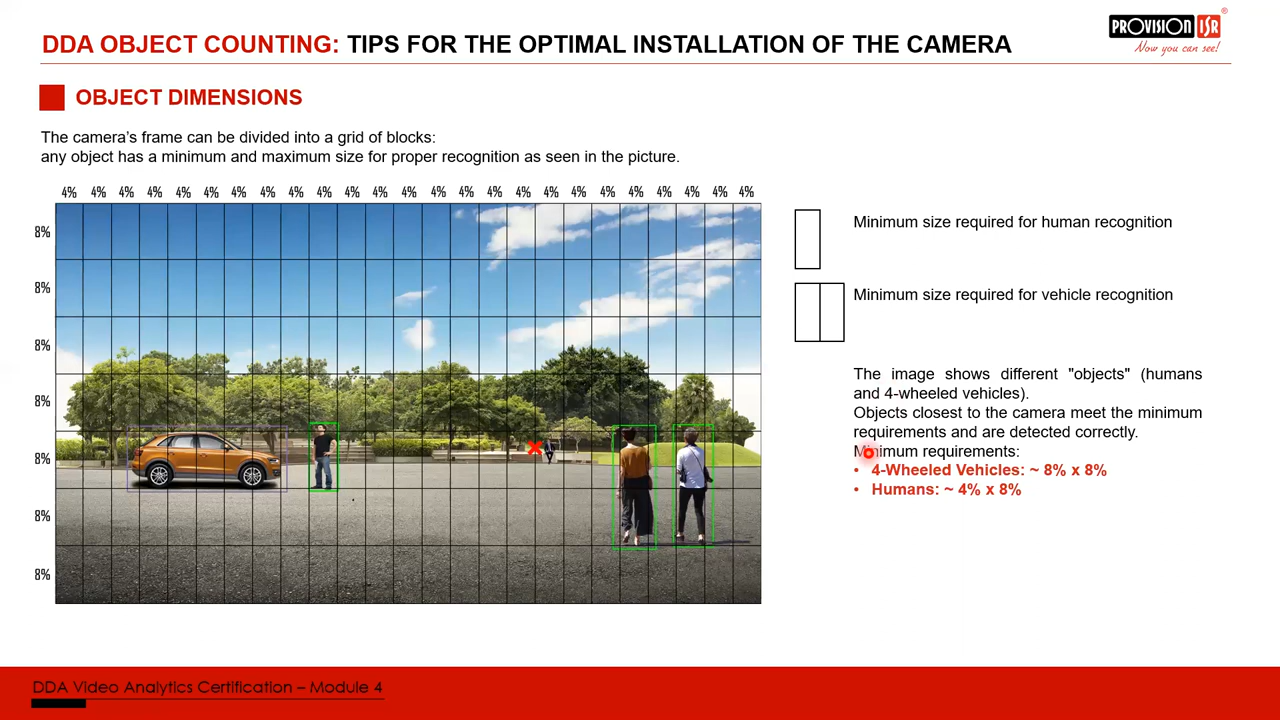 PROVISION ISR®
Now you can see!
DDA OBJECT COUNTING: TIPS FOR THE OPTIMAL INSTALLATION OF THE CAMERA
OBJECT DIMENSIONS
The camera's frame can be divided into a grid of blocks:
any object has a minimum and maximum size for proper recognition as seen in the picture.
4% 4% 4% 4% 4% 4% 4% 4% 4% 4% 4% 4% 4% 4% 4% 4% 4% 4% 4% 4% 4% 4% 4% 4% 4%
8%
8%
8%
8%
8%
8%
8%
Minimum size required for human recognition
Minimum size required for vehicle recognition
The image shows different "objects" (humans
and 4-wheeled vehicles).
Objects closest to the camera meet the minimum
requirements and are detected correctly.
Minimum requirements:
• 4-Wheeled Vehicles: ~ 8% x 8%
• Humans: ~ 4% x 8%
DDA Video Analytics Certification – Module 4